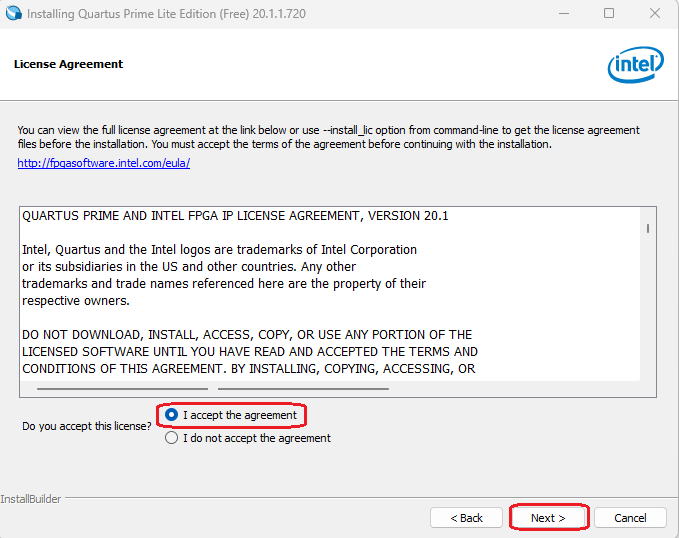 Installing Quartus Prime Lite Edition (Free) 20.1.1.720
License Agreement
intel
You can view the full license agreement at the link below or use --install_lic option from command-line to get the license agreement
files before the installation. You must accept the terms of the agreement before continuing with the installation.
http://fpgasoftware.intel.com/eula/
QUARTUS PRIME AND INTEL FPGA IP LICENSE AGREEMENT, VERSION 20.1
Intel, Quartus and the Intel logos are trademarks of Intel Corporation
or its subsidiaries in the US and other countries. Any other
trademarks and trade names referenced here are the property of their
respective owners.
DO NOT DOWNLOAD, INSTALL, ACCESS, COPY, OR USE ANY PORTION OF THE
LICENSED SOFTWARE UNTIL YOU HAVE READ AND ACCEPTED THE TERMS AND
CONDITIONS OF THIS AGREEMENT. BY INSTALLING, COPYING, ACCESSING, OR
Do you accept this license?
I accept the agreement
I do not accept the agreement
InstallBuilder
< Back
Next >
Cancel